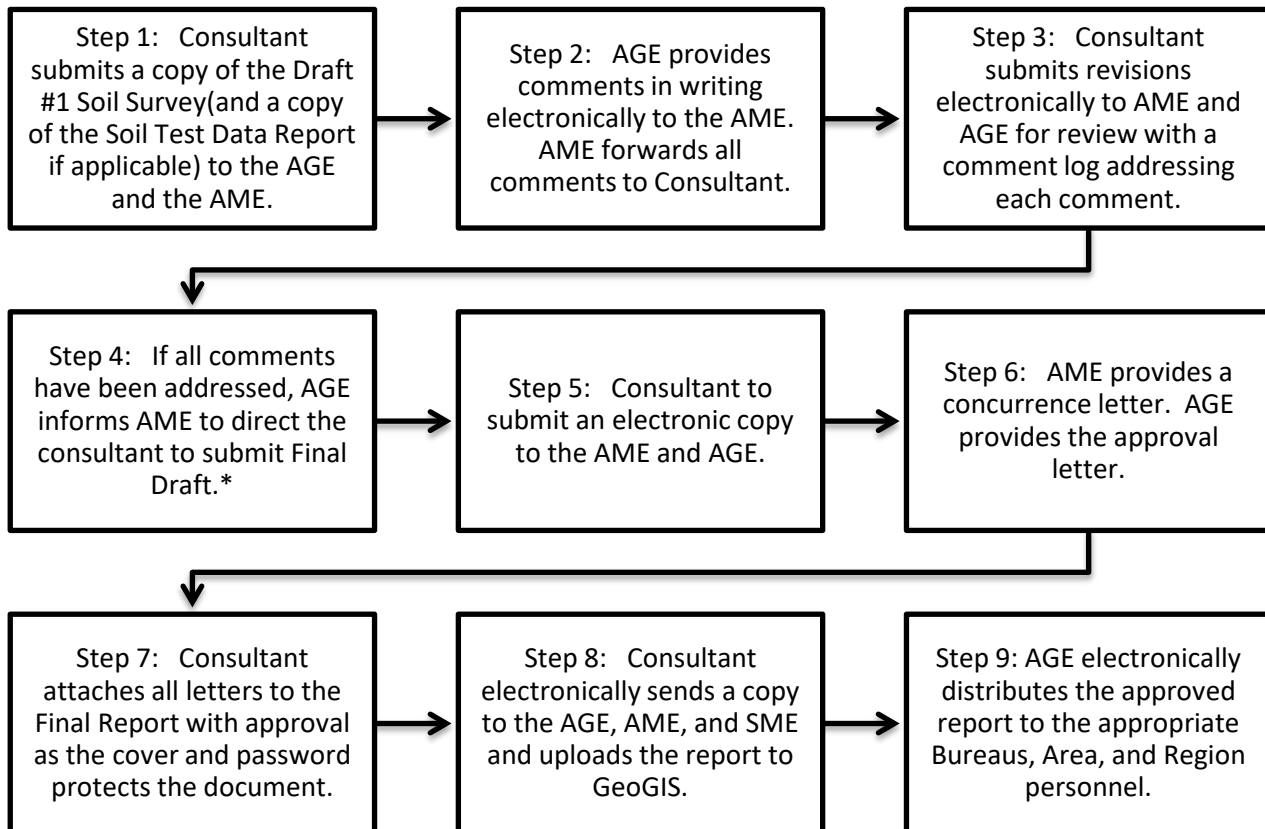 Step 1:   Consultant
submits a copy of the Draft
#1 Soil Survey(and a copy
of the Soil Test Data Report
if applicable) to the AGE
and the AME.
Step 2:   AGE provides
comments in writing
electronically to the AME.
AME forwards all
comments to Consultant.
Step 3:   Consultant
submits revisions
electronically to AME and
AGE for review with a
comment log addressing
each comment.
Step 4:   If all comments
have been addressed, AGE
informs AME to direct the
consultant to submit Final
Draft.*
Step 5:   Consultant to
submit an electronic copy
to the AME and AGE.
Step 6:   AME provides a
concurrence letter.  AGE
provides the approval
letter.
Step 7:   Consultant
attaches all letters to the
Final Report with approval
as the cover and password
protects the document.
Step 8:   Consultant
electronically sends a copy
to the AGE, AME, and SME
and uploads the report to
GeoGIS.
Step 9: AGE electronically
distributes the approved
report to the appropriate
Bureaus, Area, and Region
personnel.